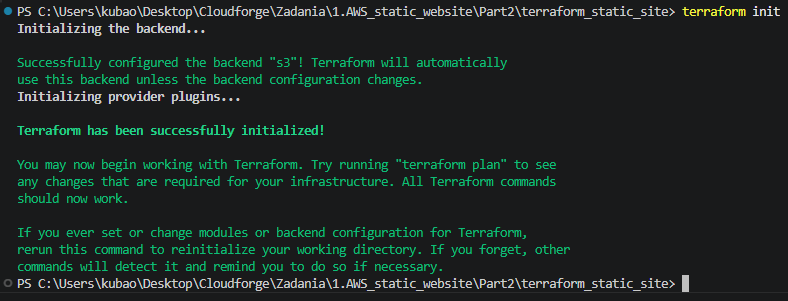 PS C:\Users\kubao\Desktop\Cloudforge\Zadania\1.AWS_static_website\Part2\terraform_static_site> terraform init
Initializing the backend...
Successfully configured the backend "s3"! Terraform will automatically
use this backend unless the backend configuration changes.
Initializing provider plugins...
Terraform has been successfully initialized!
You may now begin working with Terraform. Try running "terraform plan" to see
any changes that are required for your infrastructure. All Terraform commands
should now work.
If you ever set or change modules or backend configuration for Terraform,
rerun this command to reinitialize your working directory. If you forget, other
commands will detect it and remind you to do so if necessary.
PS C:\Users\kubao\Desktop\Cloudforge\Zadania\1.AWS_static_website\Part2\terraform_static_site>